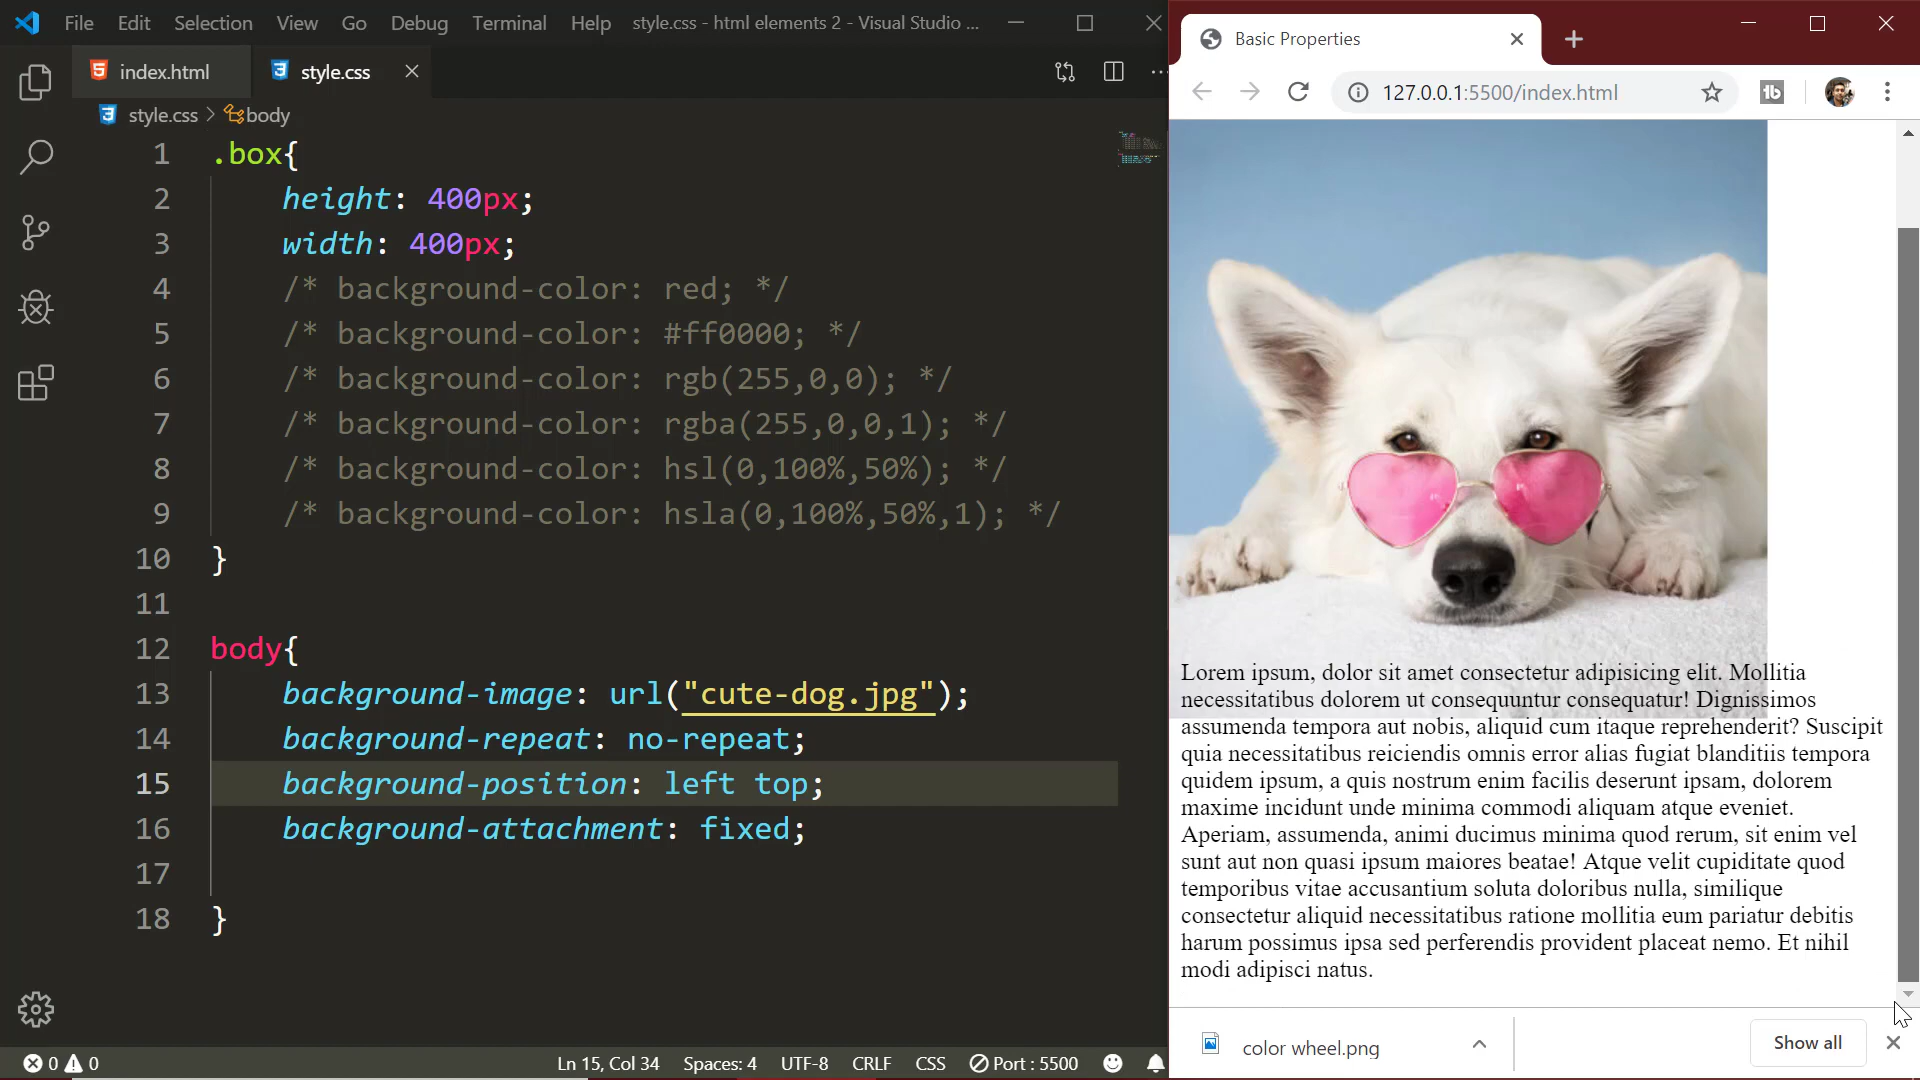 File Edit Selection View Go Debug Terminal Help style.css - html elements 2 - Visual Studio ...
index.html style.css
style.css > body
1 .box{
2 height: 400px;
3 width: 400px;
4 /* background-color: red; */
5 /* background-color: #ff0000; */
6 /* background-color: rgb(255,0,0); */
7 /* background-color: rgba(255,0,0,1); */
8 /* background-color: hsl(0,100%,50%); */
9 /* background-color: hsla(0,100%,50%,1); */
10 }
11
12 body{
13 background-image: url("cute-dog.jpg");
14 background-repeat: no-repeat;
15 background-position: left top;
16 background-attachment: fixed;
17
18 }
0 0 Ln 15, Col 34 Spaces: 4 UTF-8 CRLF CSS Port : 5500
Basic Properties
127.0.0.1:5500/index.html
Lorem ipsum, dolor sit amet consectetur adipisicing elit. Mollitia
necessitatibus dolorem ut consequuntur consequatur! Dignissimos
assumenda tempora aut nobis, aliquid cum itaque reprehenderit? Suscipit
quia necessitatibus reiciendis omnis error alias fugiat blanditiis tempora
quidem ipsum, a quis nostrum enim facilis deserunt ipsam, dolorem
maxime incidunt unde minima commodi aliquam atque eveniet.
Aperiam, assumenda, animi ducimus minima quod rerum, sit enim vel
sunt aut non quasi ipsum maiores beatae! Atque velit cupiditate quod
temporibus vitae accusantium soluta doloribus nulla, similique
consectetur aliquid necessitatibus ratione mollitia eum pariatur debitis
harum possimus ipsa sed perferendis provident placeat nemo. Et nihil
modi adipisci natus.
color wheel.png Show all